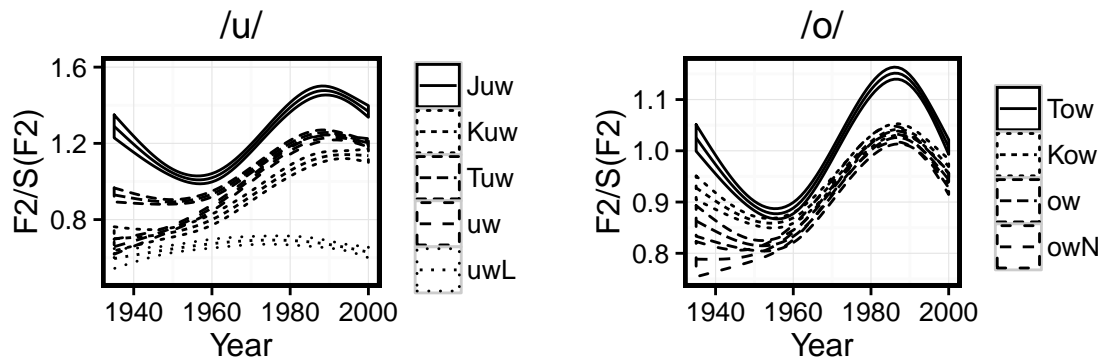 /u/
F2/S(F2)
1.6
1.2
0.8
1940 1960 1980 2000
Year
Juw
Kuw
Tuw
uw
uwL
/o/
F2/S(F2)
1.1
1.0
0.9
0.8
1940 1960 1980 2000
Year
Tow
Kow
ow
owN